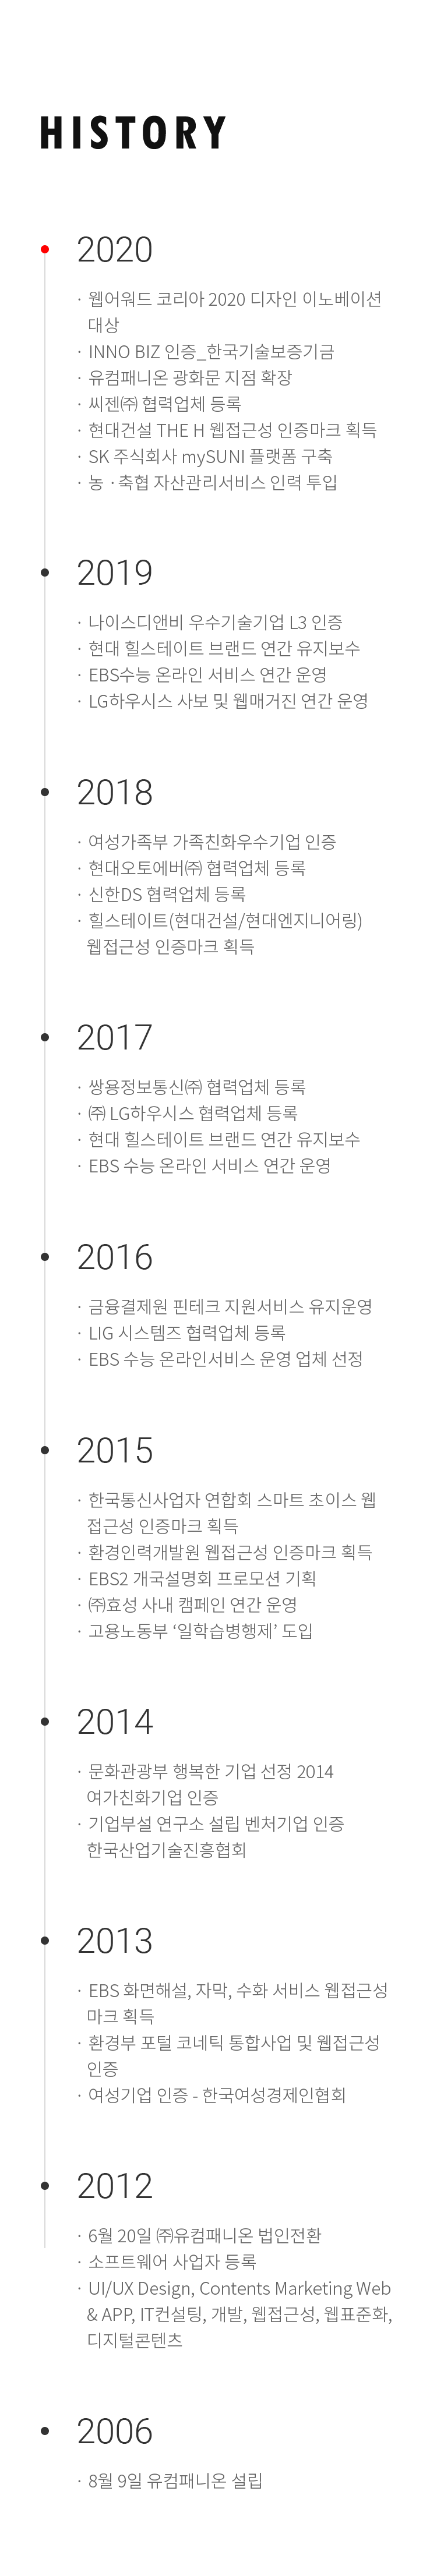 HISTORY
2020
· 웹어워드 코리아 2020 디자인 이노베이션
대상
· INNO BIZ 인증_한국기술보증기금
· 유컴패니온 광화문 지점 확장
· 씨젠㈜ 협력업체 등록
· 현대건설 THE H 웹접근성 인증마크 획득
· SK 주식회사 mySUNI 플랫폼 구축
· 농 ·축협 자산관리서비스 인력 투입
2019
· 나이스디앤비 우수기술기업 L3 인증
· 현대 힐스테이트 브랜드 연간 유지보수
· EBS수능 온라인 서비스 연간 운영
· LG하우시스 사보 및 웹매거진 연간 운영
2018
· 여성가족부 가족친화우수기업 인증
· 현대오토에버㈜ 협력업체 등록
· 신한DS 협력업체 등록
· 힐스테이트(현대건설/현대엔지니어링)
웹접근성 인증마크 획득
2017
· 쌍용정보통신㈜ 협력업체 등록
· ㈜ LG하우시스 협력업체 등록
· 현대 힐스테이트 브랜드 연간 유지보수
· EBS 수능 온라인 서비스 연간 운영
2016
· 금융결제원 핀테크 지원서비스 유지운영
· LIG 시스템즈 협력업체 등록
· EBS 수능 온라인서비스 운영 업체 선정
2015
· 한국통신사업자 연합회 스마트 초이스 웹
접근성 인증마크 획득
· 환경인력개발원 웹접근성 인증마크 획득
· EBS2 개국설명회 프로모션 기획
· ㈜효성 사내 캠페인 연간 운영
· 고용노동부 ‘일학습병행제’ 도입
2014
· 문화관광부 행복한 기업 선정 2014
여가친화기업 인증
· 기업부설 연구소 설립 벤처기업 인증
한국산업기술진흥협회
2013
· EBS 화면해설, 자막, 수화 서비스 웹접근성
마크 획득
· 환경부 포털 코네틱 통합사업 및 웹접근성
인증
· 여성기업 인증 - 한국여성경제인협회
2012
· 6월 20일 ㈜유컴패니온 법인전환
· 소프트웨어 사업자 등록
· UI/UX Design, Contents Marketing Web
& APP, IT컨설팅, 개발, 웹접근성, 웹표준화,
디지털콘텐츠
2006
· 8월 9일 유컴패니온 설립